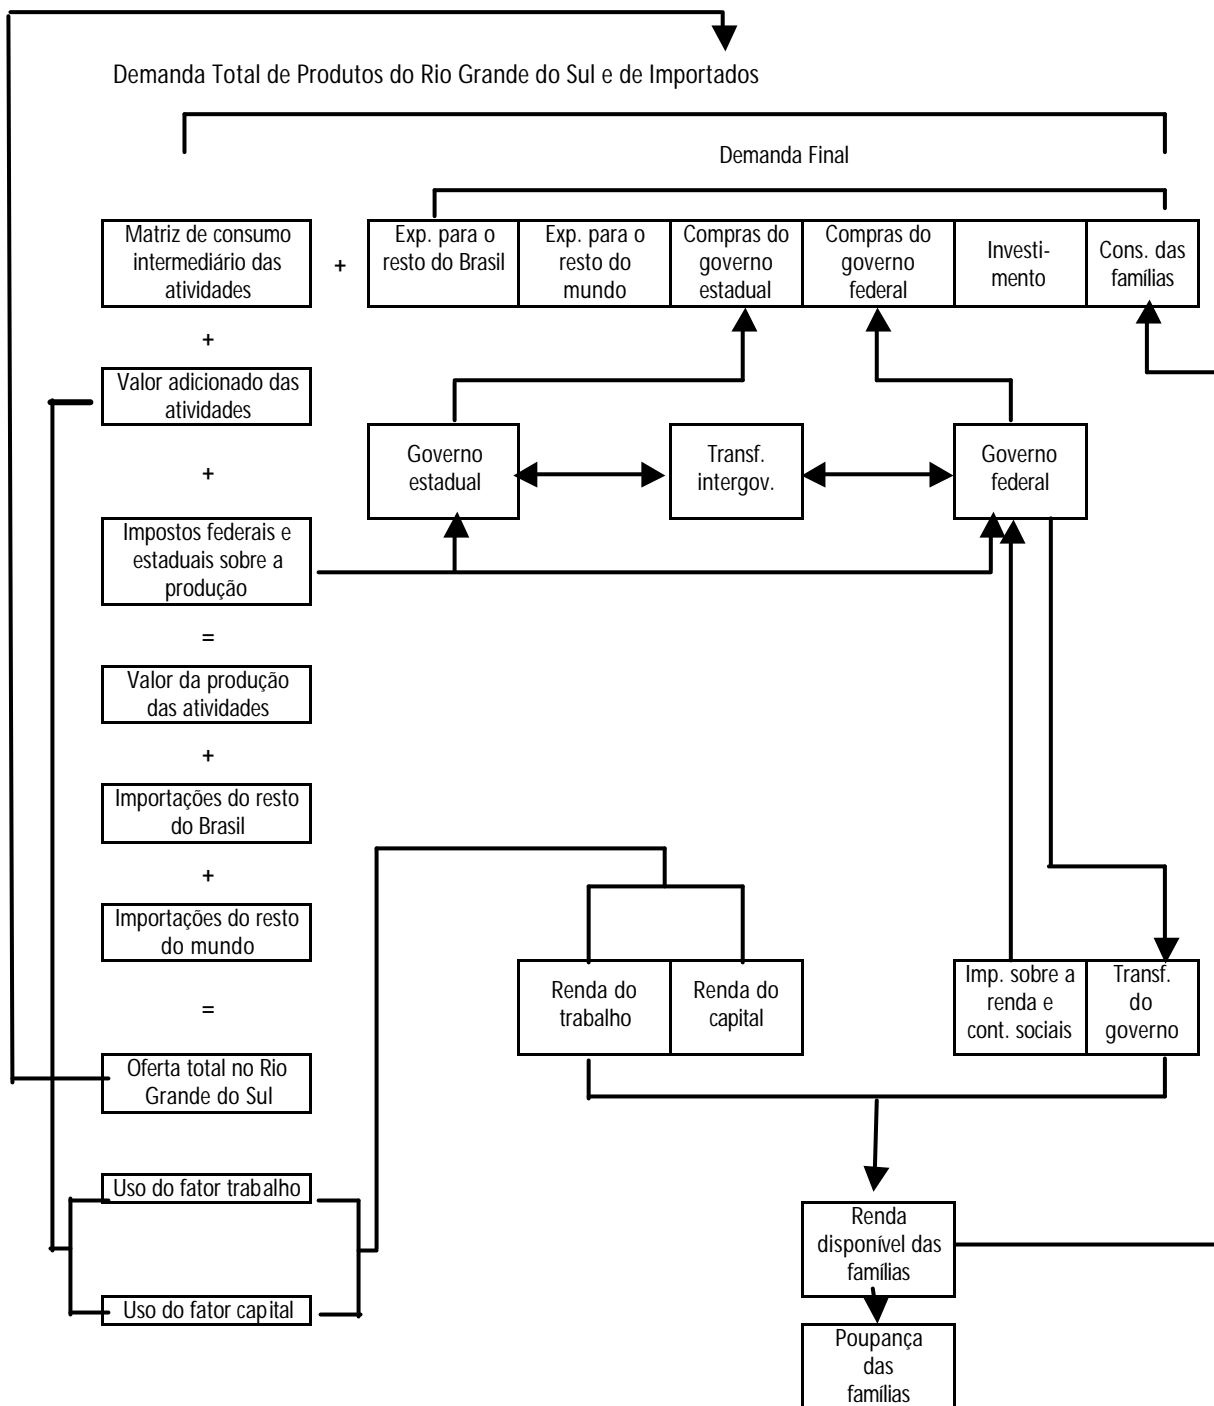 Demanda Total de Produtos do Rio Grande do Sul e de Importados
Demanda Final
Matriz de consumo
intermediário das
atividades
+
Exp. para o
resto do Brasil
Exp. para o
resto do
mundo
Compras do
governo
estadual
Compras do
governo
federal
Investi-
mento
Cons. das
famílias
+
Valor adicionado das
atividades
+
Governo
estadual
Transf.
intergov.
Governo
federal
Impostos federais e
estaduais sobre a
produção
=
Valor da produção
das atividades
+
Importações do resto
do Brasil
+
Importações do resto
do mundo
=
Renda do
trabalho
Renda do
capital
Imp. sobre a
renda e
cont. sociais
Transf.
do
governo
Oferta total no Rio
Grande do Sul
Uso do fator trabalho
Uso do fator capital
Renda
disponível das
famílias
Poupança
das
famílias